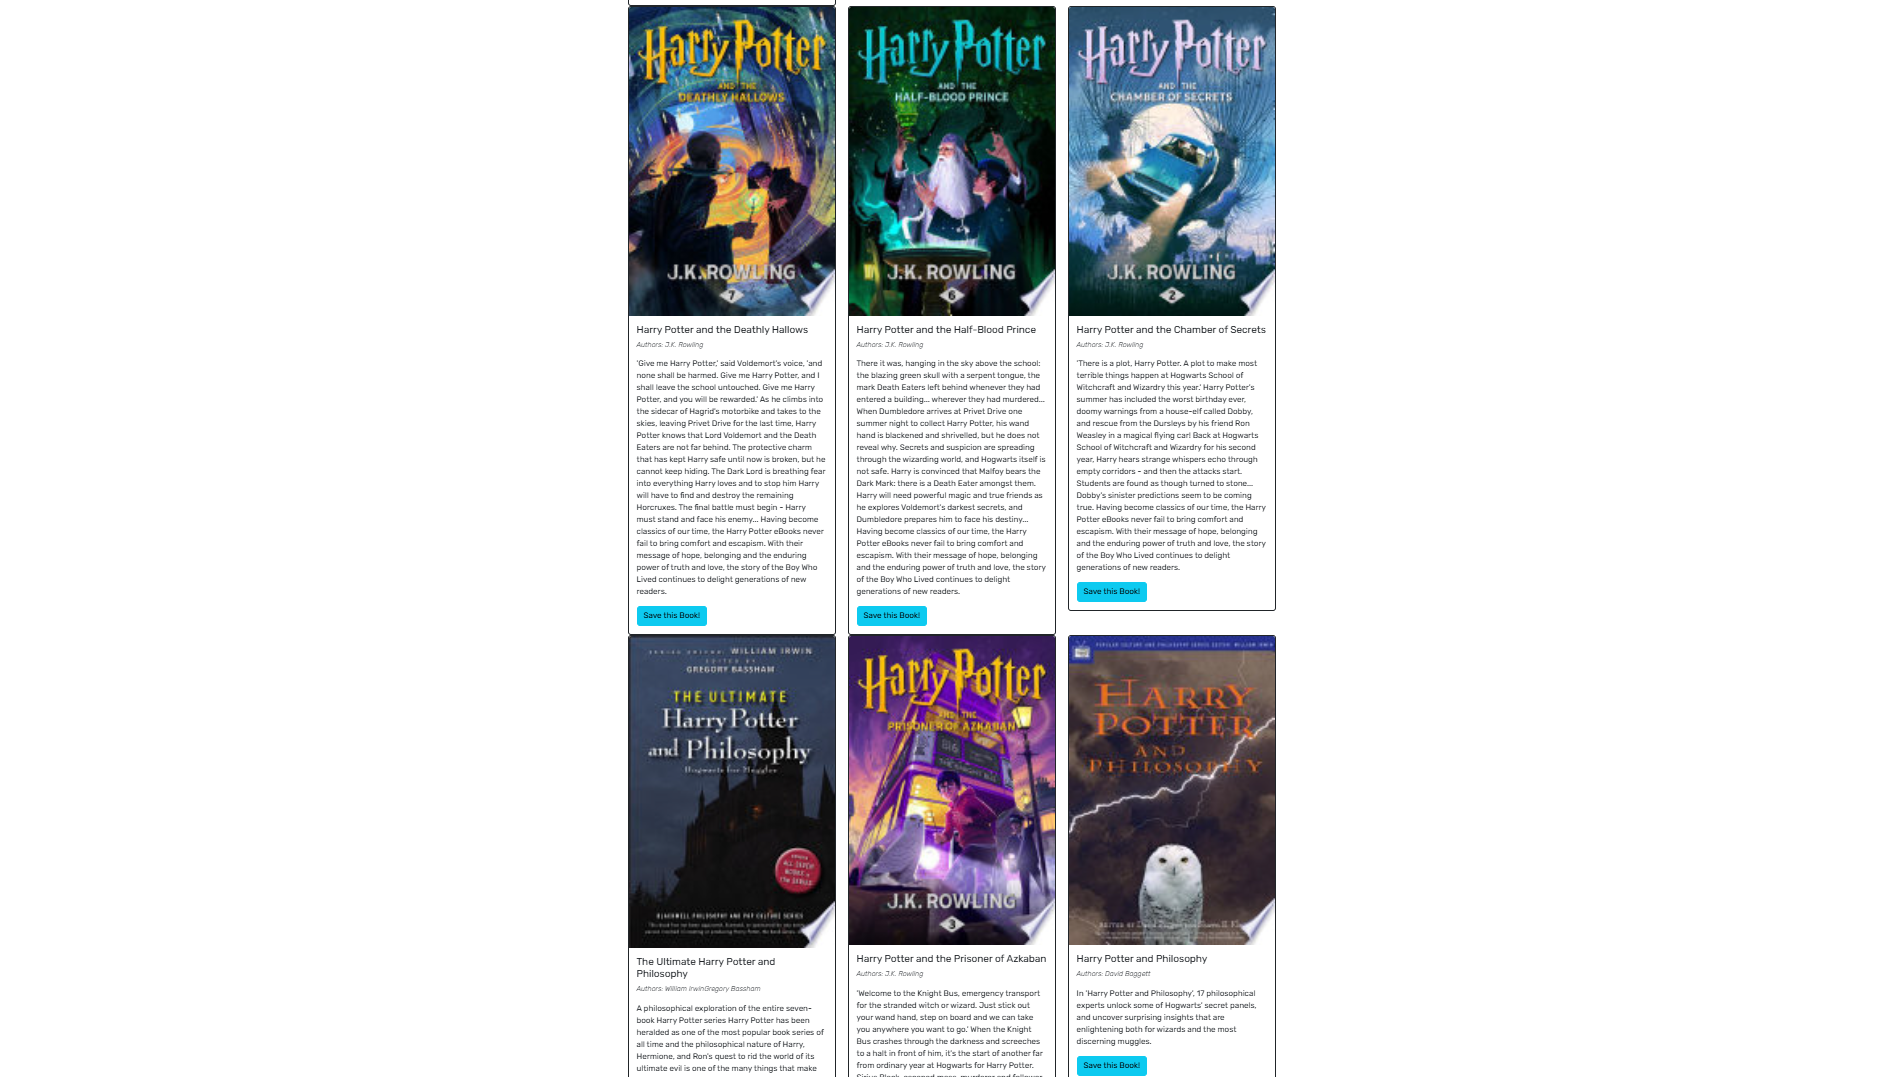 Harry Potter
AND THE
DEATHLY HALLOWS
J.K. ROWLING
7
Harry Potter and the Deathly Hallows
Authors: J.K. Rowling
'Give me Harry Potter,' said Voldemort's voice, 'and
none shall be harmed. Give me Harry Potter, and I
shall leave the school untouched. Give me Harry
Potter, and you will be rewarded.' As he climbs into
the sidecar of Hagrid's motorbike and takes to the
skies, leaving Privet Drive for the last time, Harry
Potter knows that Lord Voldemort and the Death
Eaters are not far behind. The protective charm
that has kept Harry safe until now is broken, but he
cannot keep hiding. The Dark Lord is breathing fear
into everything Harry loves and to stop him Harry
will have to find and destroy the remaining
Horcruxes. The final battle must begin - Harry
must stand and face his enemy... Having become
classics of our time, the Harry Potter eBooks never
fail to bring comfort and escapism. With their
message of hope, belonging and the enduring
power of truth and love, the story of the Boy Who
Lived continues to delight generations of new
readers.
Save this Book!
Harry Potter
AND THE
HALF-BLOOD PRINCE
J.K. ROWLING
6
Harry Potter and the Half-Blood Prince
Authors: J.K. Rowling
There it was, hanging in the sky above the school:
the blazing green skull with a serpent tongue, the
mark Death Eaters left behind whenever they had
entered a building... wherever they had murdered...
When Dumbledore arrives at Privet Drive one
summer night to collect Harry Potter, his wand
hand is blackened and shrivelled, but he does not
reveal why. Secrets and suspicion are spreading
through the wizarding world, and Hogwarts itself is
not safe. Harry is convinced that Malfoy bears the
Dark Mark: there is a Death Eater amongst them.
Harry will need powerful magic and true friends as
he explores Voldemort's darkest secrets, and
Dumbledore prepares him to face his destiny...
Having become classics of our time, the Harry
Potter eBooks never fail to bring comfort and
escapism. With their message of hope, belonging
and the enduring power of truth and love, the story
of the Boy Who Lived continues to delight
generations of new readers.
Save this Book!
Harry Potter
AND THE
CHAMBER OF SECRETS
J.K. ROWLING
2
Harry Potter and the Chamber of Secrets
Authors: J.K. Rowling
'There is a plot, Harry Potter. A plot to make most
terrible things happen at Hogwarts School of
Witchcraft and Wizardry this year.' Harry Potter's
summer has included the worst birthday ever,
doomy warnings from a house-elf called Dobby,
and rescue from the Dursleys by his friend Ron
Weasley in a magical flying car! Back at Hogwarts
School of Witchcraft and Wizardry for his second
year, Harry hears strange whispers echo through
empty corridors - and then the attacks start.
Students are found as though turned to stone...
Dobby's sinister predictions seem to be coming
true. Having become classics of our time, the Harry
Potter eBooks never fail to bring comfort and
escapism. With their message of hope, belonging
and the enduring power of truth and love, the story
of the Boy Who Lived continues to delight
generations of new readers.
Save this Book!
SERIES EDITOR: WILLIAM IRWIN
EDITED BY
GREGORY BASSHAM
THE ULTIMATE
Harry Potter
and Philosophy
Hogwarts for Muggles
BLACKWELL PHILOSOPHY AND POP CULTURE SERIES
The Ultimate Harry Potter and
Philosophy
Authors: William IrwinGregory Bassham
A philosophical exploration of the entire seven-
book Harry Potter series Harry Potter has been
heralded as one of the most popular book series of
all time and the philosophical nature of Harry,
Hermione, and Ron's quest to rid the world of its
ultimate evil is one of the many things that make
Harry Potter
AND THE
PRISONER OF AZKABAN
THE KNIGHT BUS
J.K. ROWLING
3
Harry Potter and the Prisoner of Azkaban
Authors: J.K. Rowling
'Welcome to the Knight Bus, emergency transport
for the stranded witch or wizard. Just stick out
your wand hand, step on board and we can take
you anywhere you want to go.' When the Knight
Bus crashes through the darkness and screeches
to a halt in front of him, it's the start of another far
from ordinary year at Hogwarts for Harry Potter.
Sirius Black, escaped mass-murderer and follower
POPULAR CULTURE AND PHILOSOPHY SERIES EDITOR: WILLIAM IRWIN
HARRY
POTTER
AND
PHILOSOPHY
EDITED BY David
Harry Potter and Philosophy
Authors: David Baggett
In 'Harry Potter and Philosophy', 17 philosophical
experts unlock some of Hogwarts' secret panels,
and uncover surprising insights that are
enlightening both for wizards and the most
discerning muggles.
Save this Book!